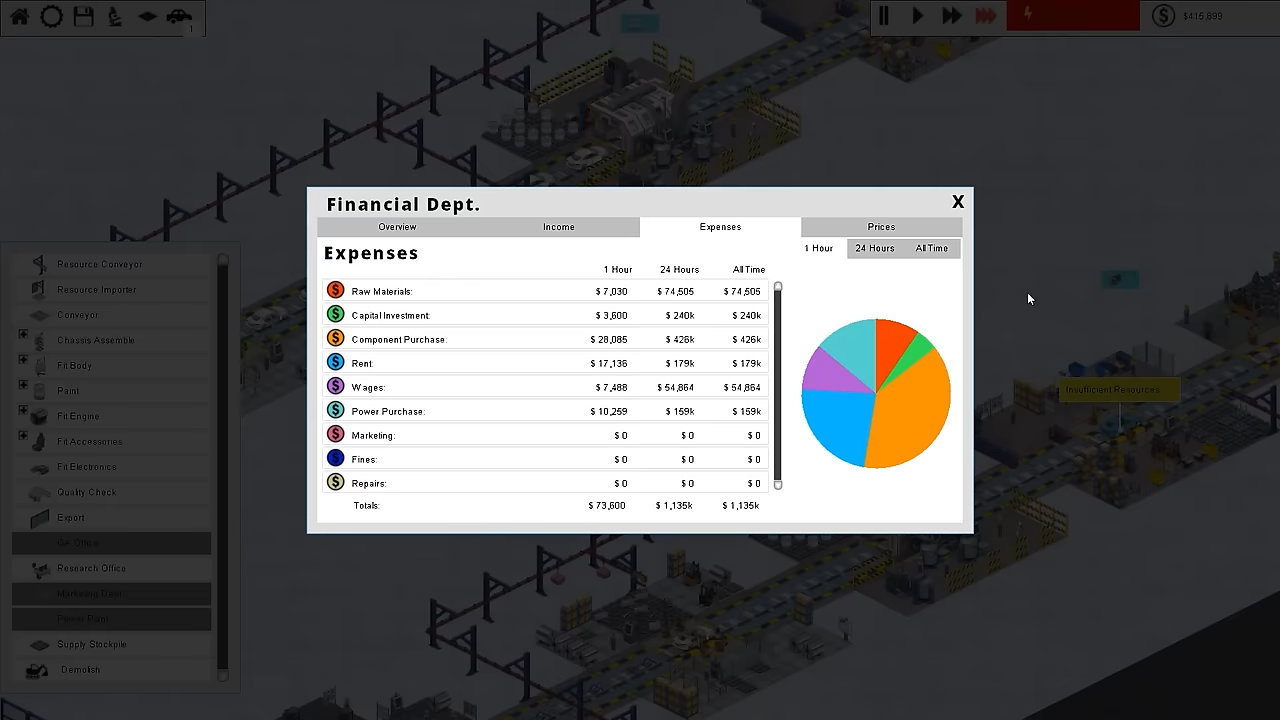 1
$415,899
Financial Dept.
X
Overview Income Expenses Prices
Expenses
1 Hour 24 Hours All Time
1 Hour 24 Hours All Time
Raw Materials: $ 7,030 $ 74,505 $ 74,505
Capital Investment: $ 3,600 $ 240k $ 240k
Component Purchase: $ 28,085 $ 426k $ 426k
Rent: $ 17,136 $ 179k $ 179k
Wages: $ 7,488 $ 54,864 $ 54,864
Power Purchase: $ 10,259 $ 159k $ 159k
Marketing: $ 0 $ 0 $ 0
Fines: $ 0 $ 0 $ 0
Repairs: $ 0 $ 0 $ 0
Totals: $ 73,600 $ 1,135k $ 1,135k
Resource Conveyor
Resource Importer
Conveyor
Chassis Assemble
Fit Body
Paint
Fit Engine
Fit Accessories
Fit Electronics
Quality Check
Export
Research Office
Marketing Dept.
Power Plant
Supply Stockpile
Demolish
Insufficient Resources